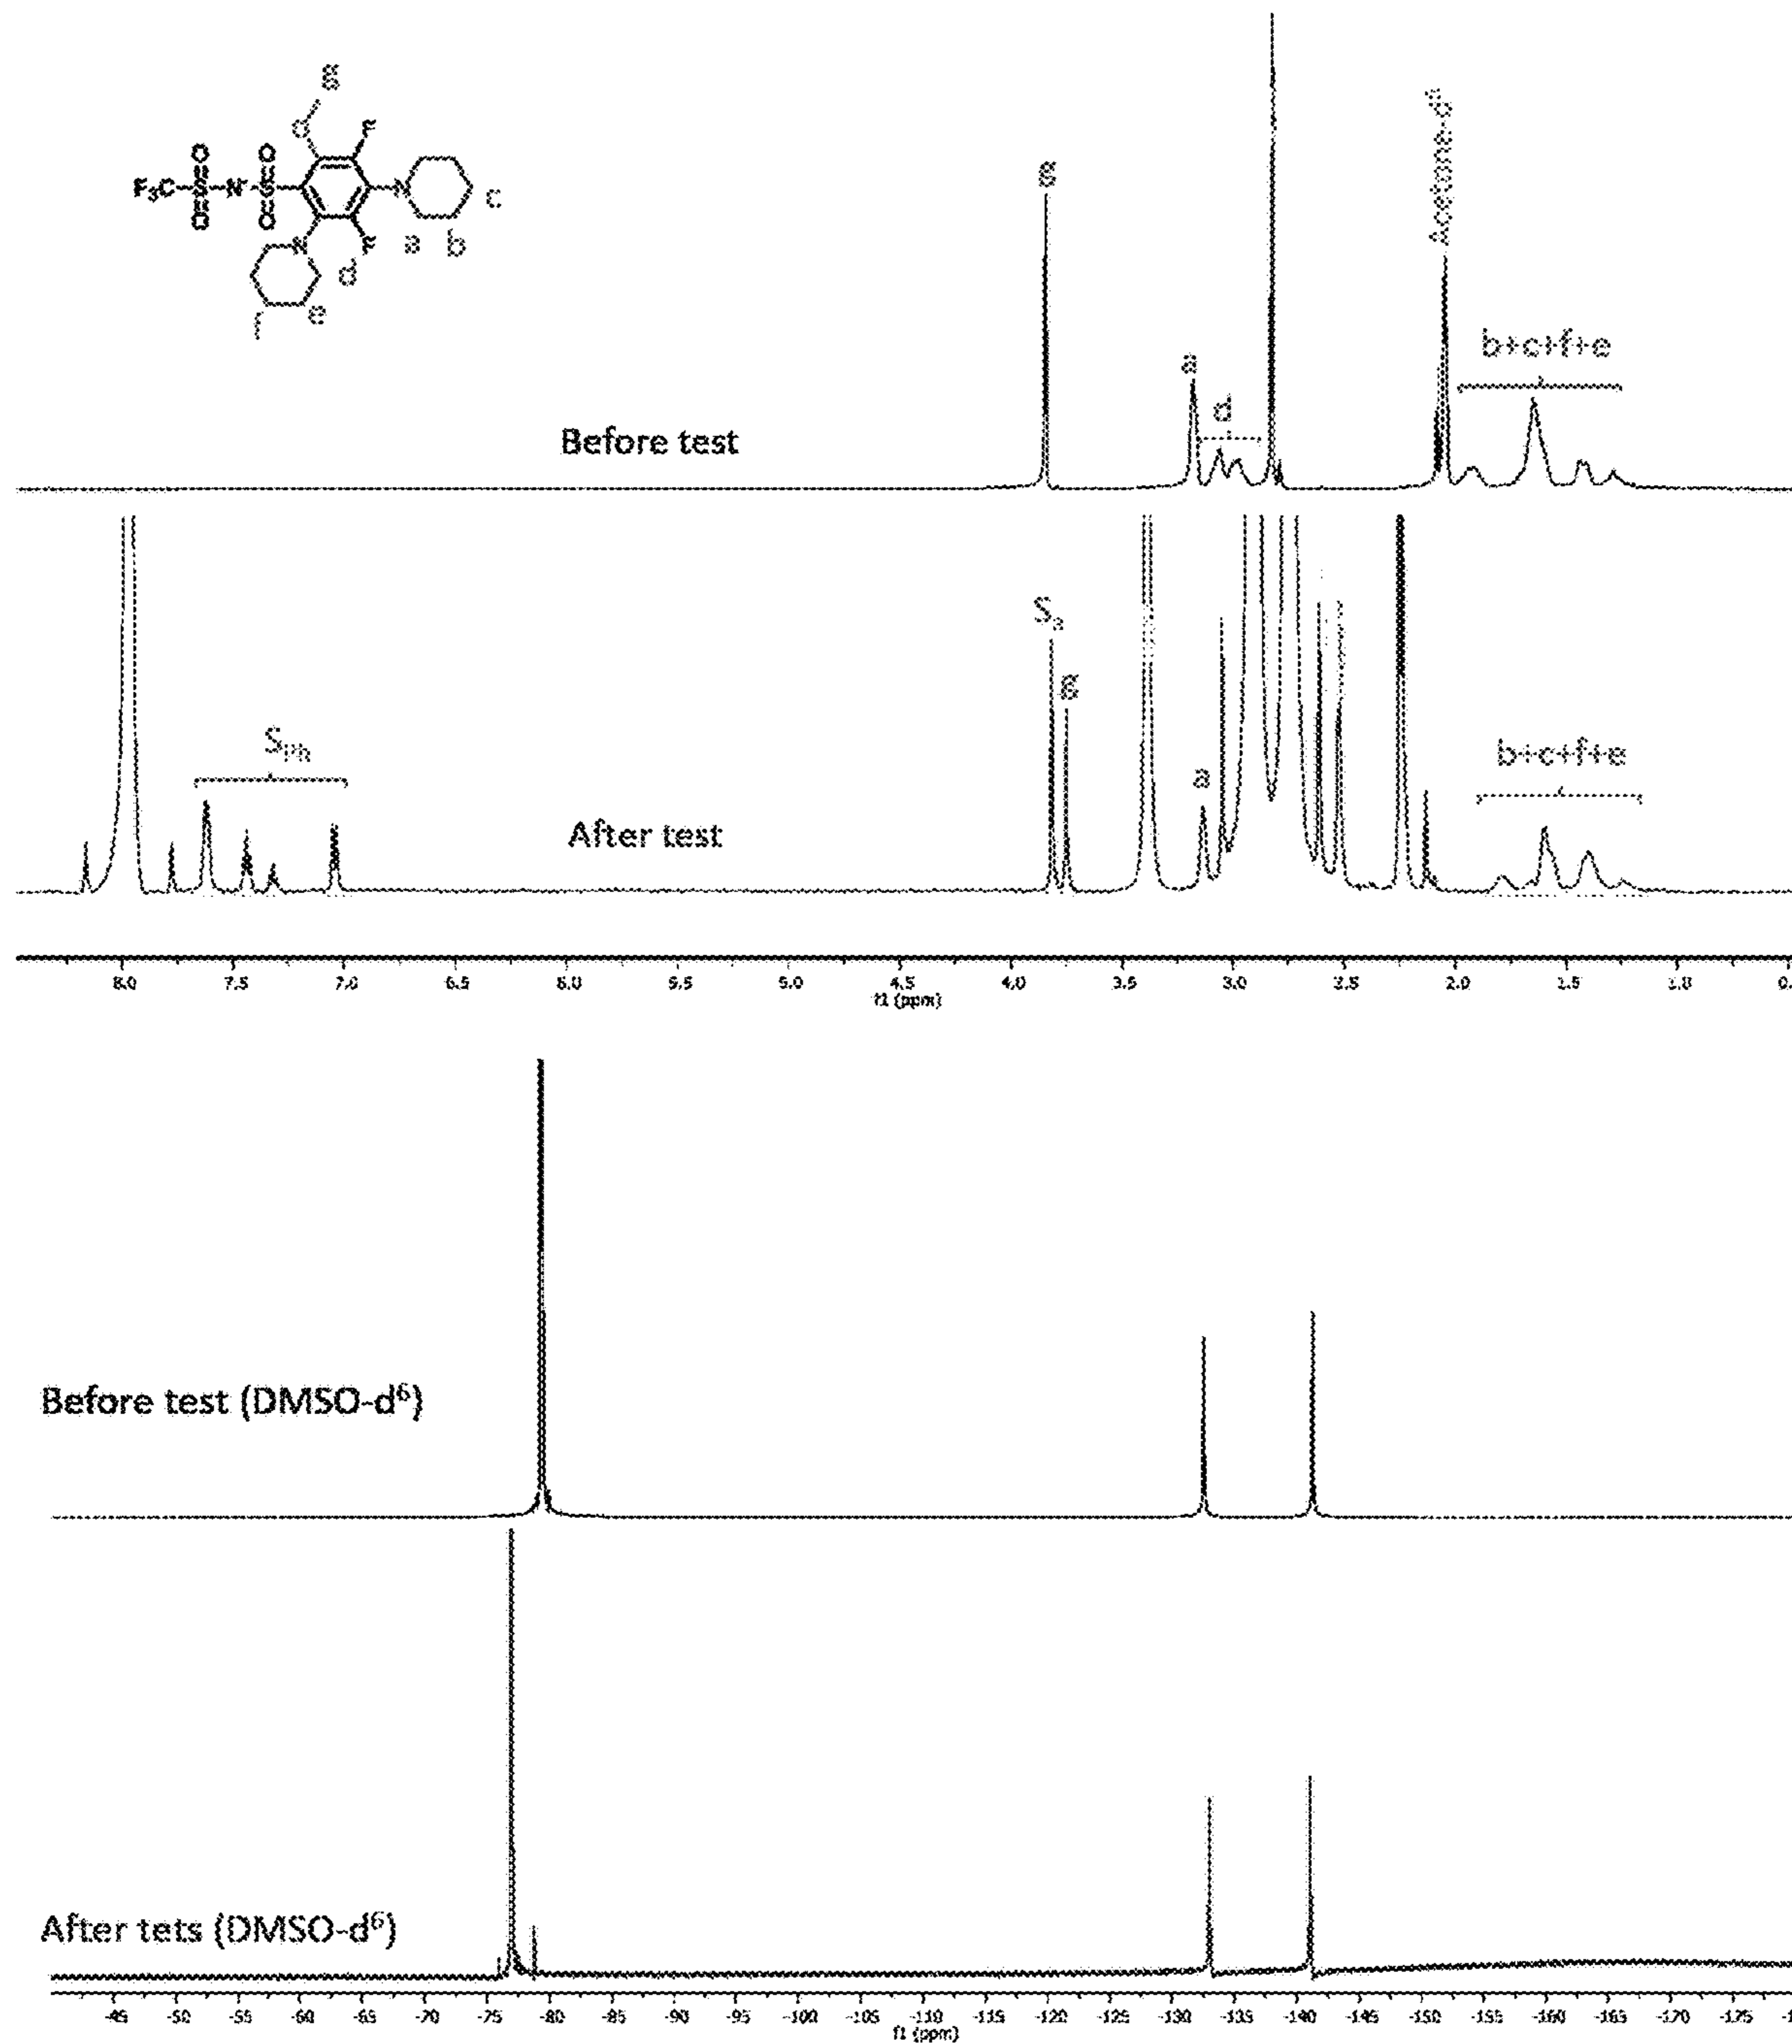 g
O F
O O
F₃C S N⁻ S N c
O O
N F a b
d
e
f
g
Acetone-d⁶
a
d
b+c+f+e
Before test
Sₐ
g
S_Ph
a
b+c+f+e
After test
8.0 7.5 7.0 6.5 6.0 5.5 5.0 4.5 4.0 3.5 3.0 2.5 2.0 1.5 1.0 0.
f1 (ppm)
Before test (DMSO-d⁶)
After tets (DMSO-d⁶)
-45 -50 -55 -60 -65 -70 -75 -80 -85 -90 -95 -100 -105 -110 -115 -120 -125 -130 -135 -140 -145 -150 -155 -160 -165 -170 -175
f1 (ppm)